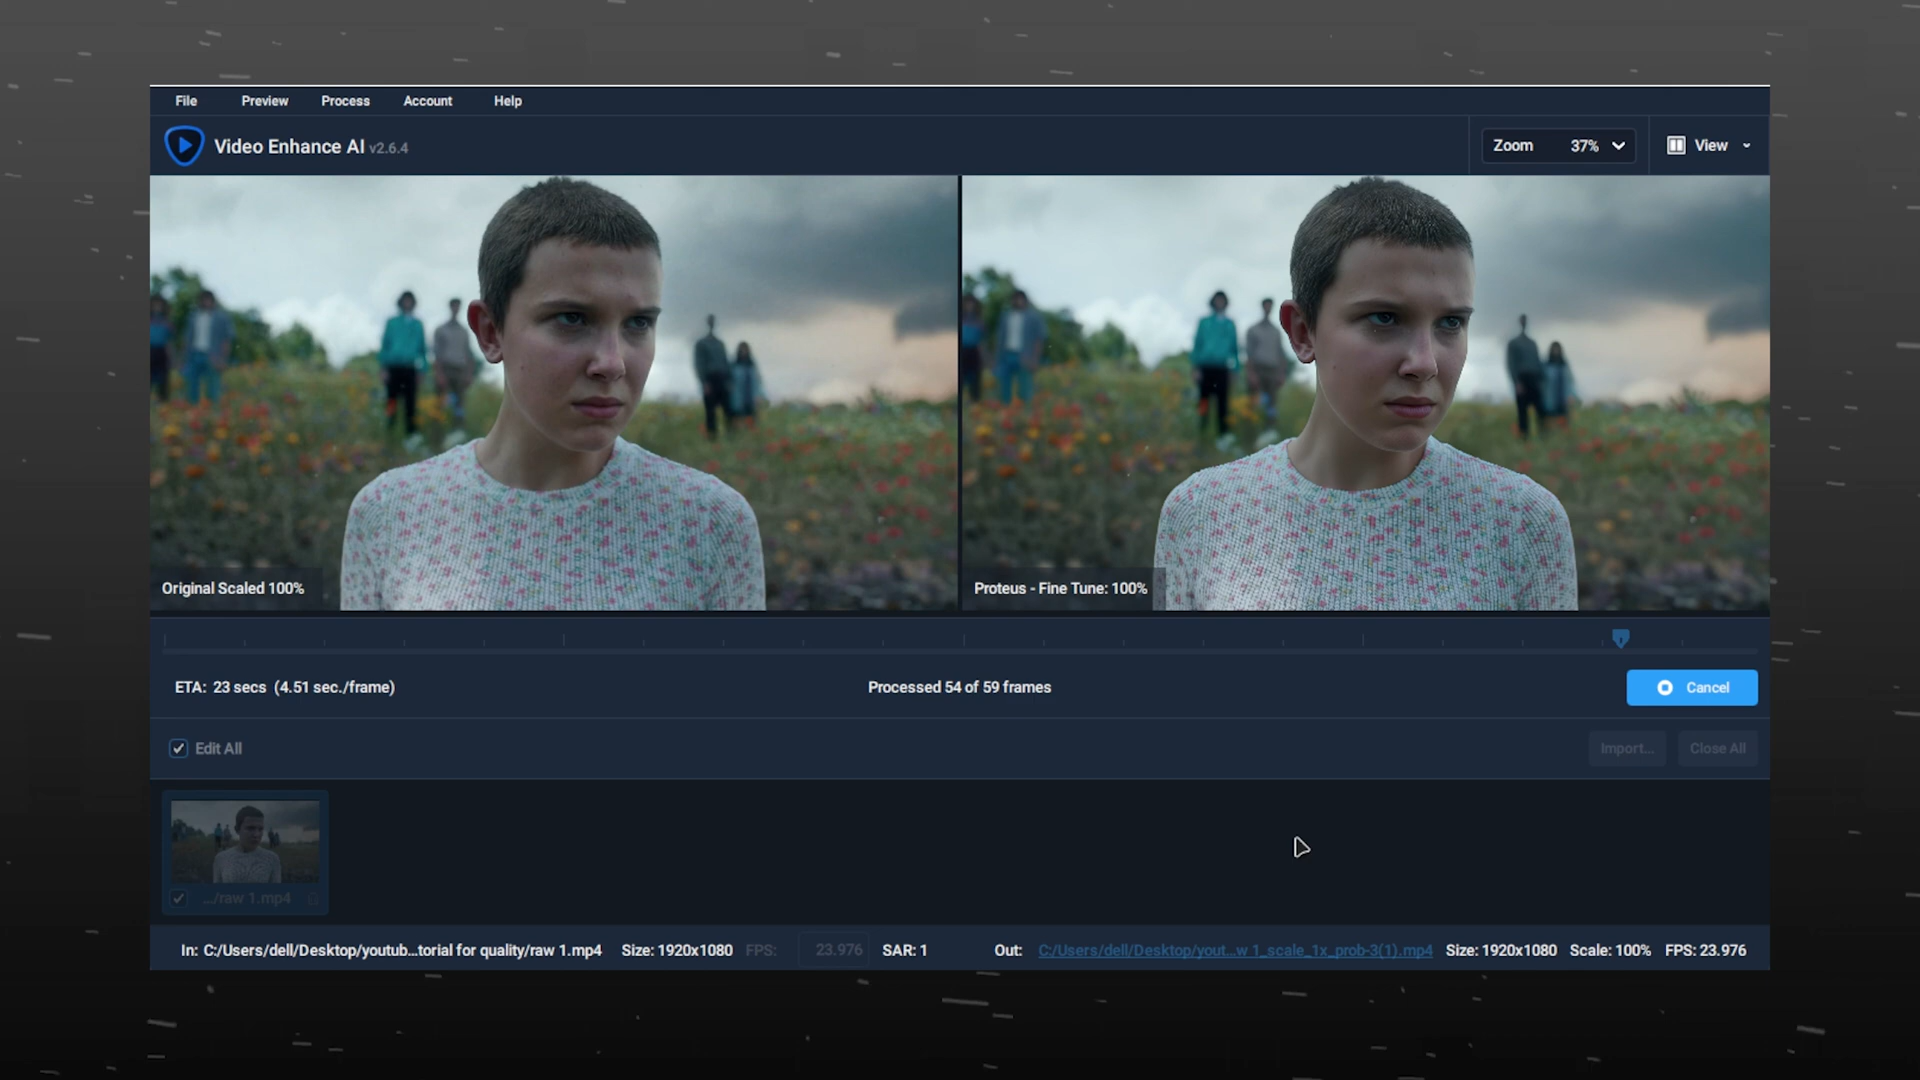 File Preview Process Account Help
Video Enhance AI v2.6.4
Zoom 37% View
Original Scaled 100%
Proteus - Fine Tune: 100%
ETA: 23 secs (4.51 sec./frame)
Processed 54 of 59 frames
Cancel
Edit All
Import...
Close All
.../raw 1.mp4
In: C:/Users/dell/Desktop/youtub...torial for quality/raw 1.mp4 Size: 1920x1080 FPS: 23.976 SAR: 1 Out: C:/Users/dell/Desktop/yout...w 1_scale_1x_prob-3(1).mp4 Size: 1920x1080 Scale: 100% FPS: 23.976